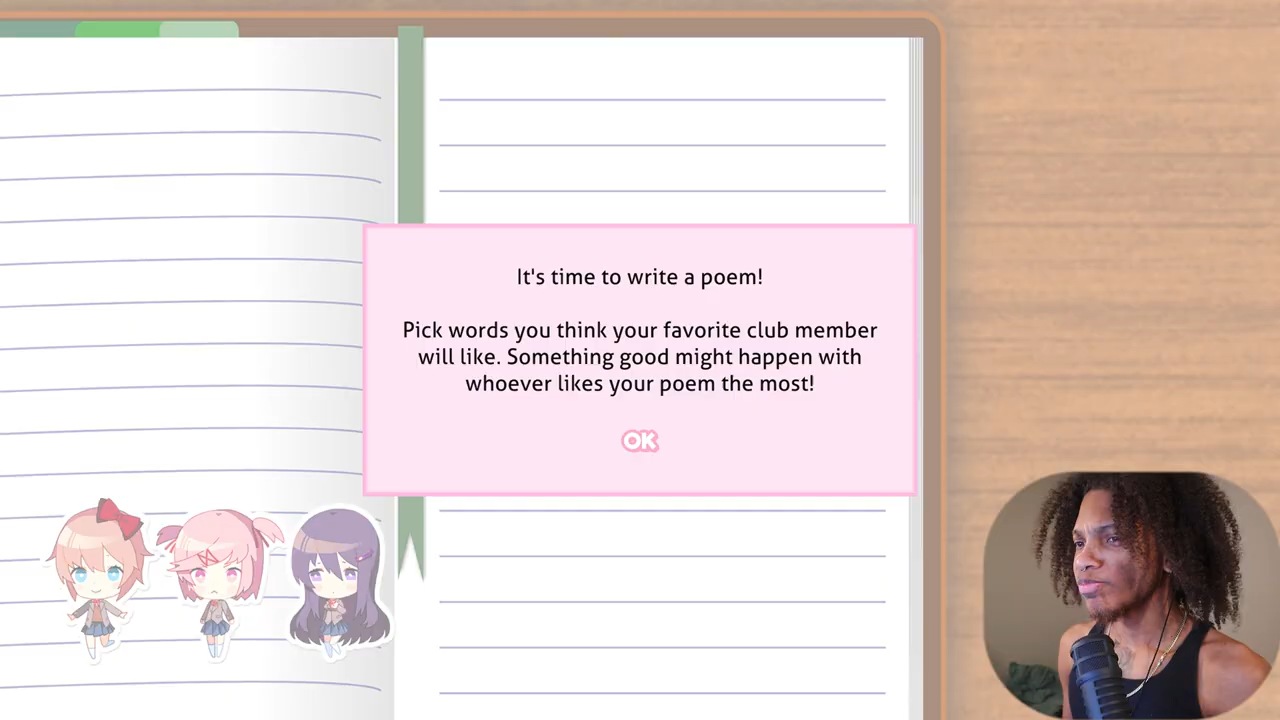 It's time to write a poem!
Pick words you think your favorite club member
will like. Something good might happen with
whoever likes your poem the most!
OK